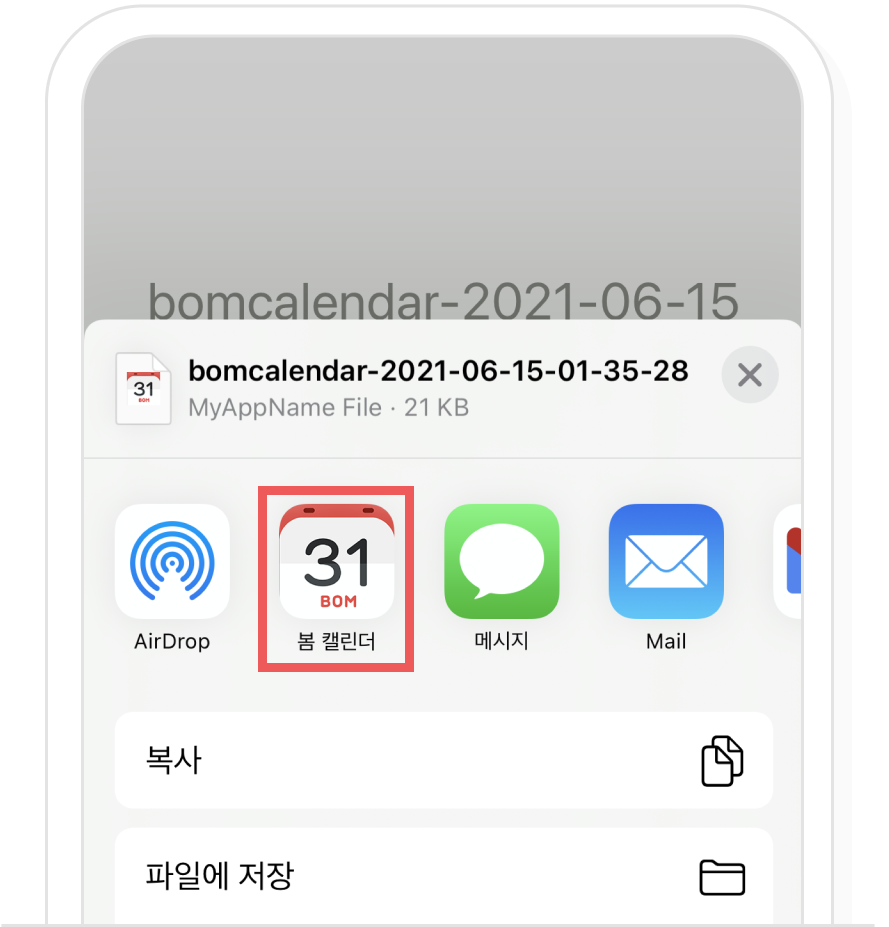 bomcalendar-2021-06-15
31
BOM
bomcalendar-2021-06-15-01-35-28
MyAppName File · 21 KB
31
BOM
AirDrop
봄 캘린더
메시지
Mail
복사
파일에 저장